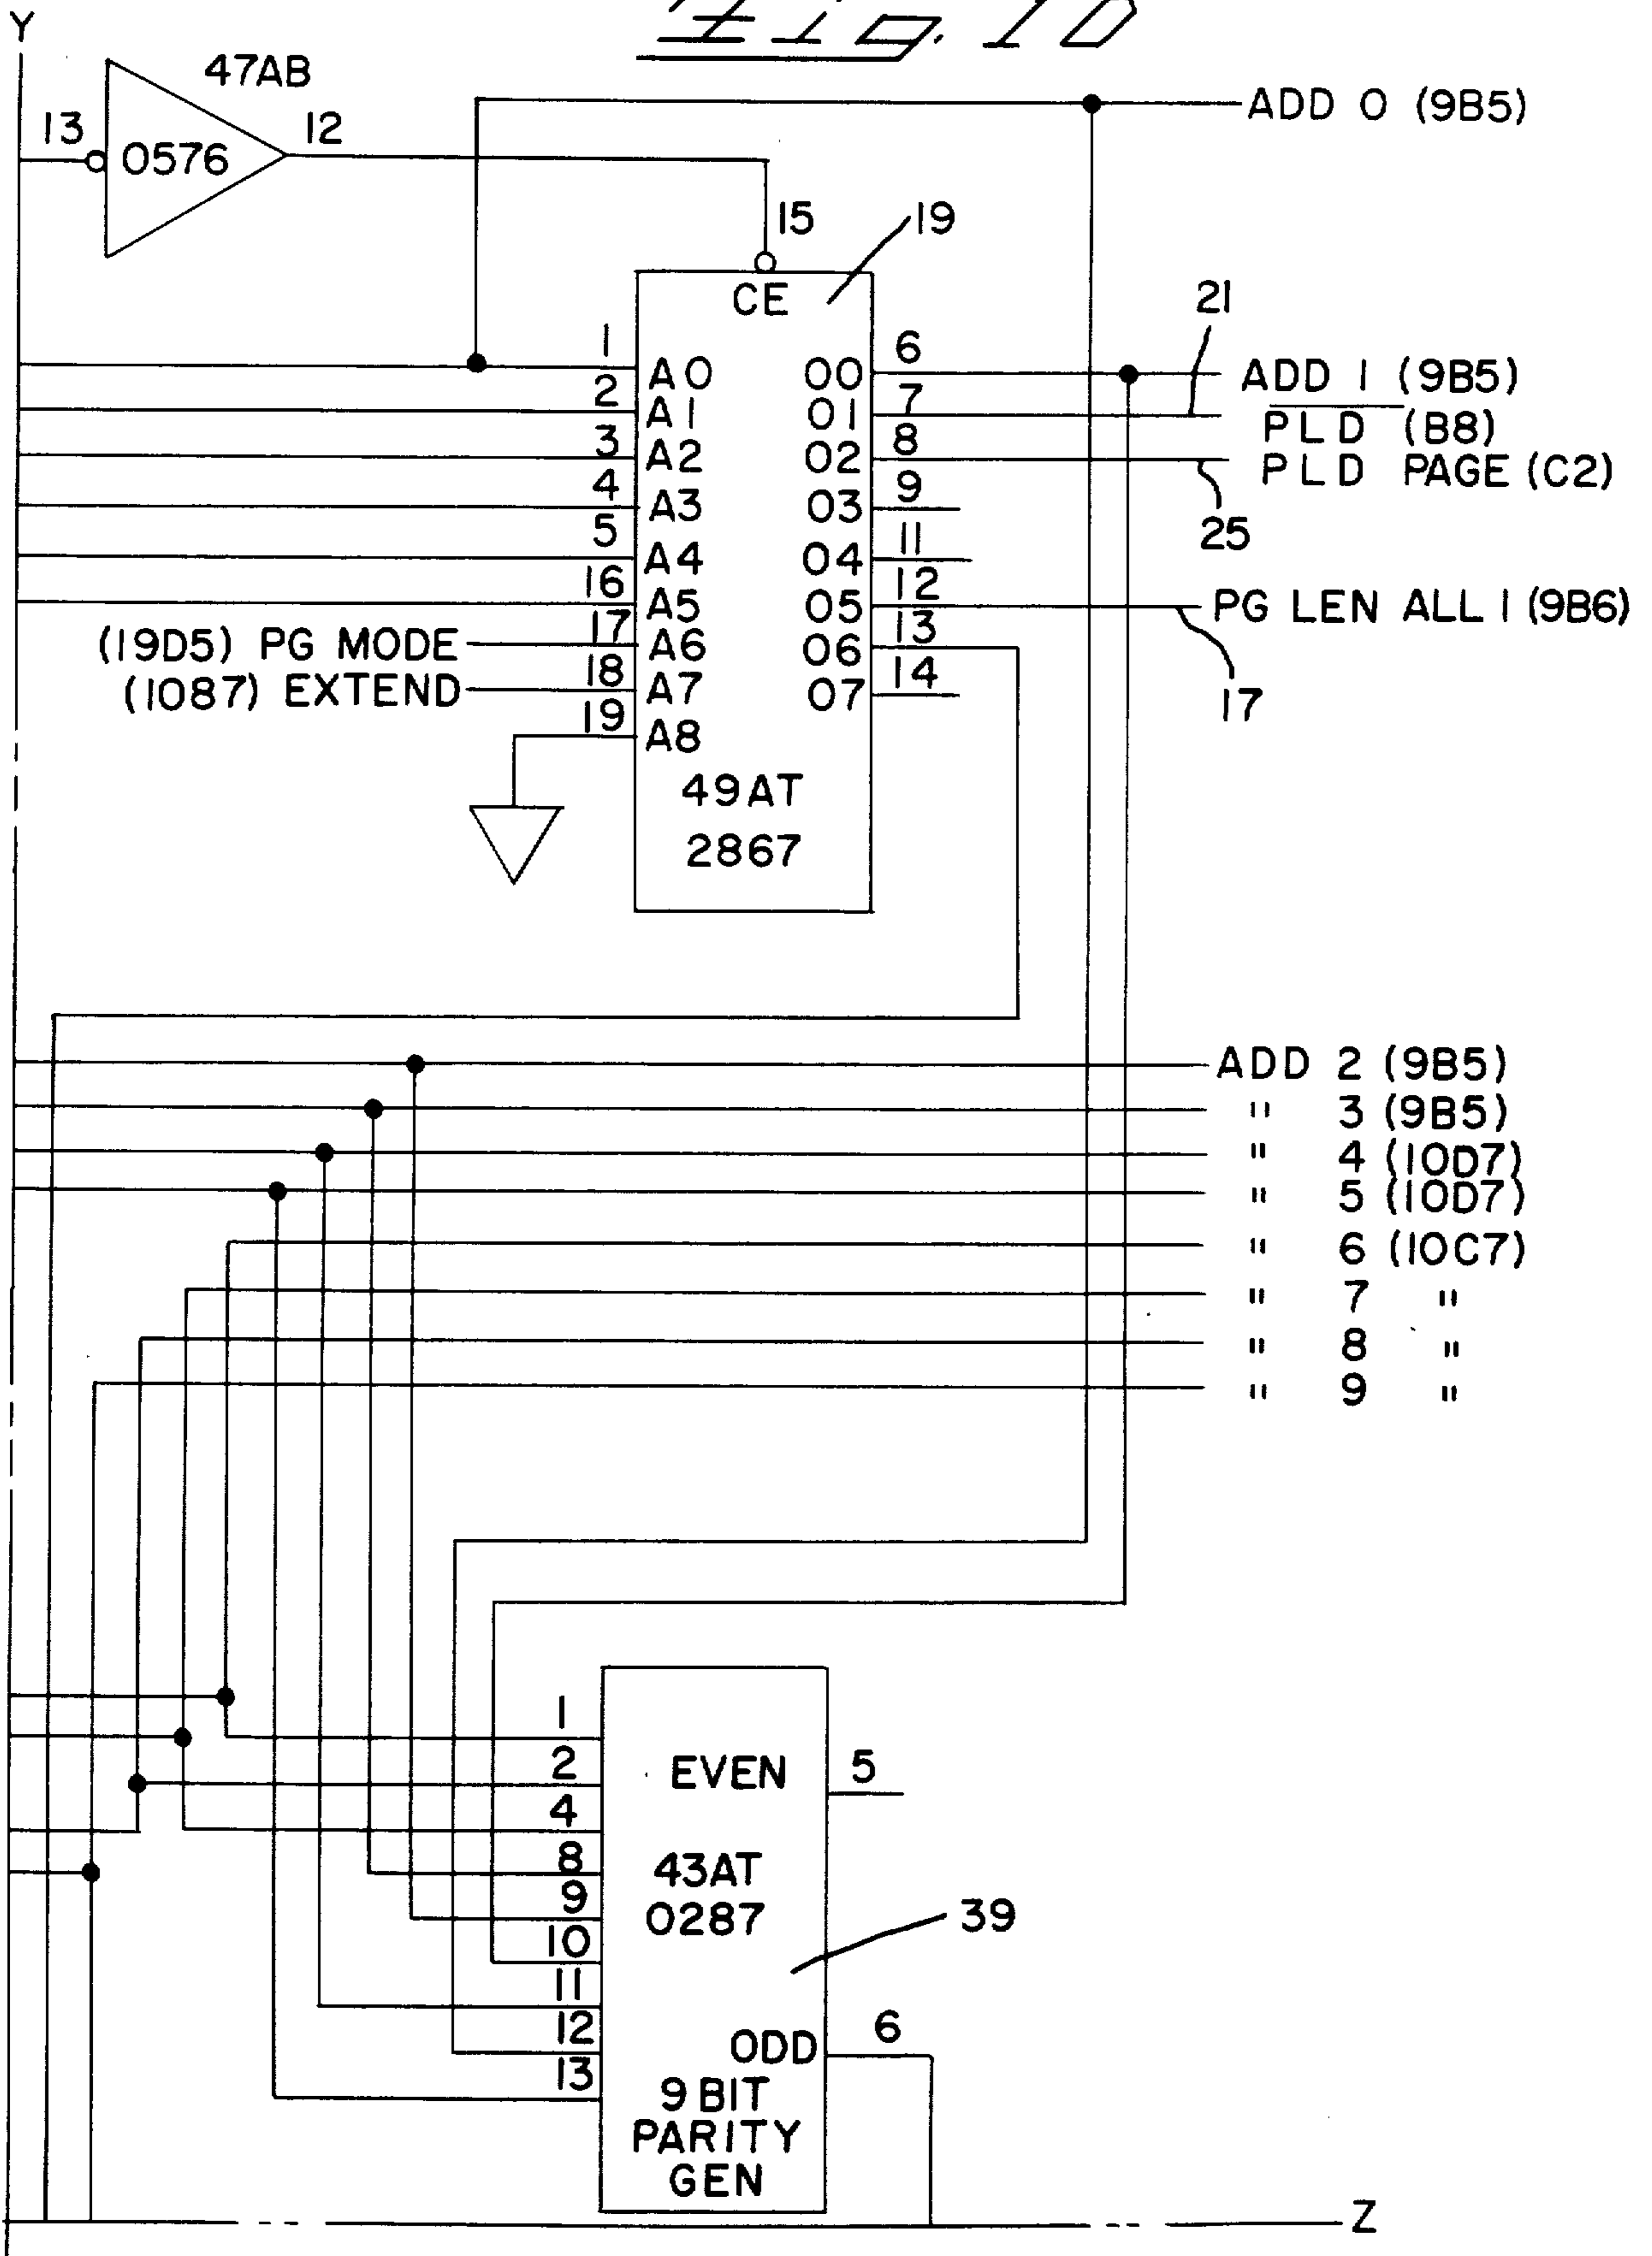 Fig. 10
Y
47AB
13 0576 12
ADD 0 (9B5)
15
19
CE
21
1 A0 00 6 ADD 1 (9B5)
2 A1 01 7 PLD (B8)
3 A2 02 8 PLD PAGE (C2)
4 A3 03 9
25
5 A4 04 11
16 A5 05 12 PG LEN ALL 1 (9B6)
(19D5) PG MODE 17 A6 06 13
(1087) EXTEND 18 A7 07 14
17
19 A8
49AT
2867
ADD 2 (9B5)
" 3 (9B5)
" 4 (10D7)
" 5 (10D7)
" 6 (10C7)
" 7 "
" 8 "
" 9 "
1
2 EVEN 5
4
8 43AT
9 0287
39
10
11
12 ODD 6
13 9 BIT
PARITY
GEN
Z